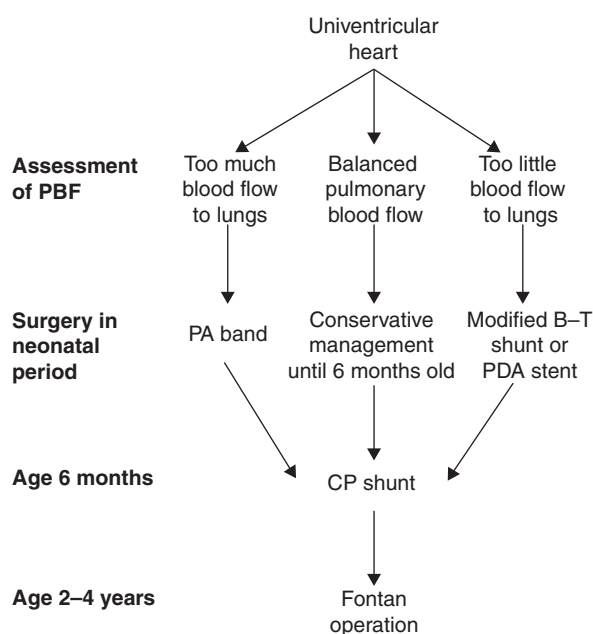 Univentricular
heart
Assessment
of PBF
Too much
blood flow
to lungs
Balanced
pulmonary
blood flow
Too little
blood flow
to lungs
Surgery in
neonatal
period
PA band
Conservative
management
until 6 months old
Modified B–T
shunt or
PDA stent
Age 6 months
CP shunt
Age 2–4 years
Fontan
operation